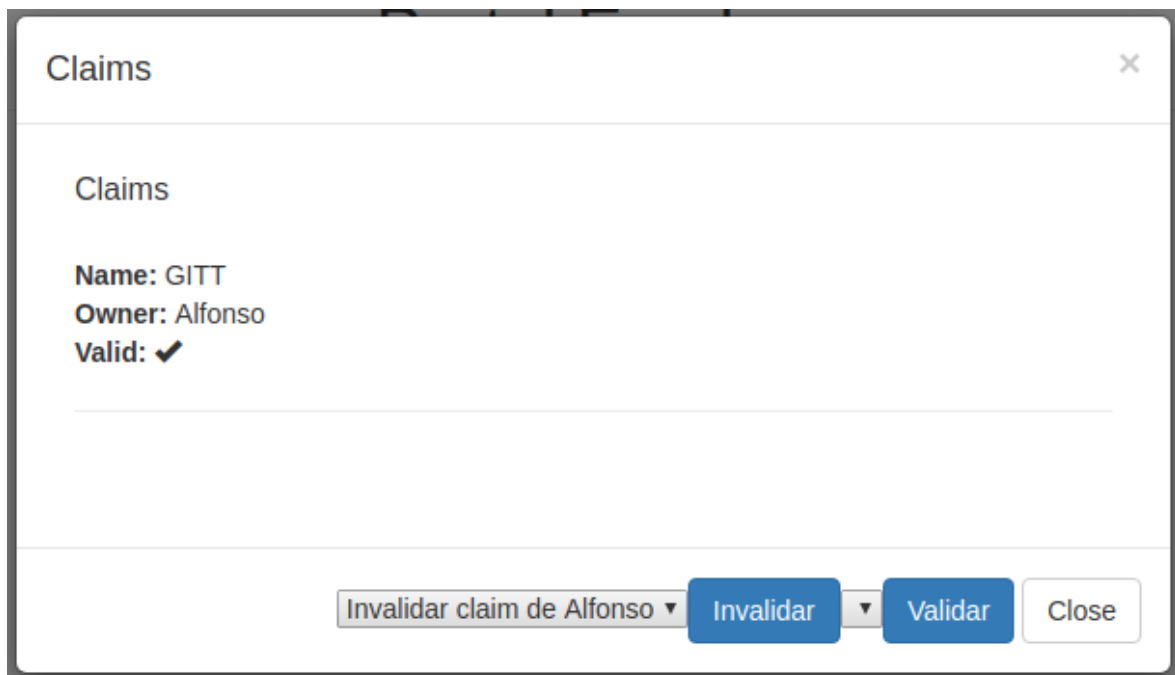 Claims
Claims
Name: GITT
Owner: Alfonso
Valid: ✔
Invalidar claim de Alfonso Invalidar Validar Close